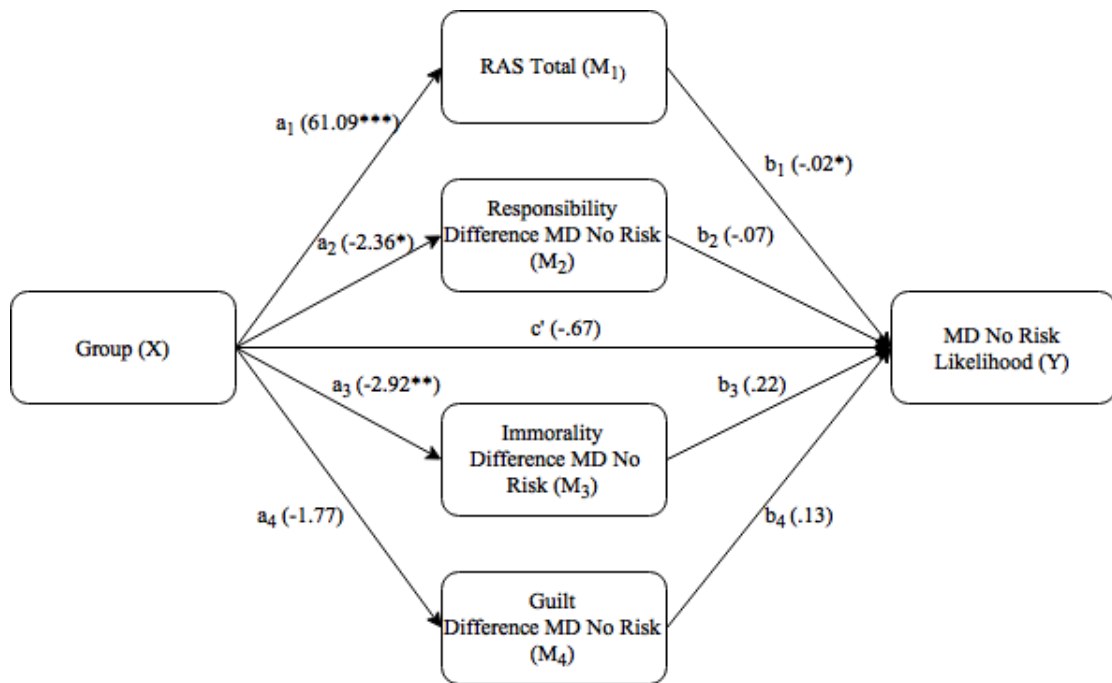 RAS Total (M1)
a1 (61.09***)
b1 (-.02*)
Responsibility
Difference MD No Risk
(M2)
a2 (-2.36*)
b2 (-.07)
Group (X)
c' (-.67)
MD No Risk
Likelihood (Y)
a3 (-2.92**)
b3 (.22)
Immorality
Difference MD No
Risk (M3)
a4 (-1.77)
b4 (.13)
Guilt
Difference MD No Risk
(M4)